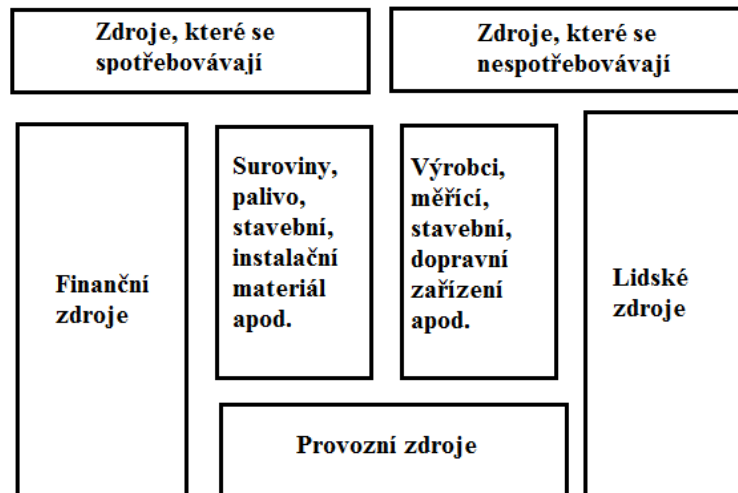 Zdroje, které se
spotřebovávají
Zdroje, které se
nespotřebovávají
Finanční
zdroje
Suroviny,
palivo,
stavební,
instalační
materiál
apod.
Výrobci,
měřící,
stavební,
dopravní
zařízení
apod.
Lidské
zdroje
Provozní zdroje